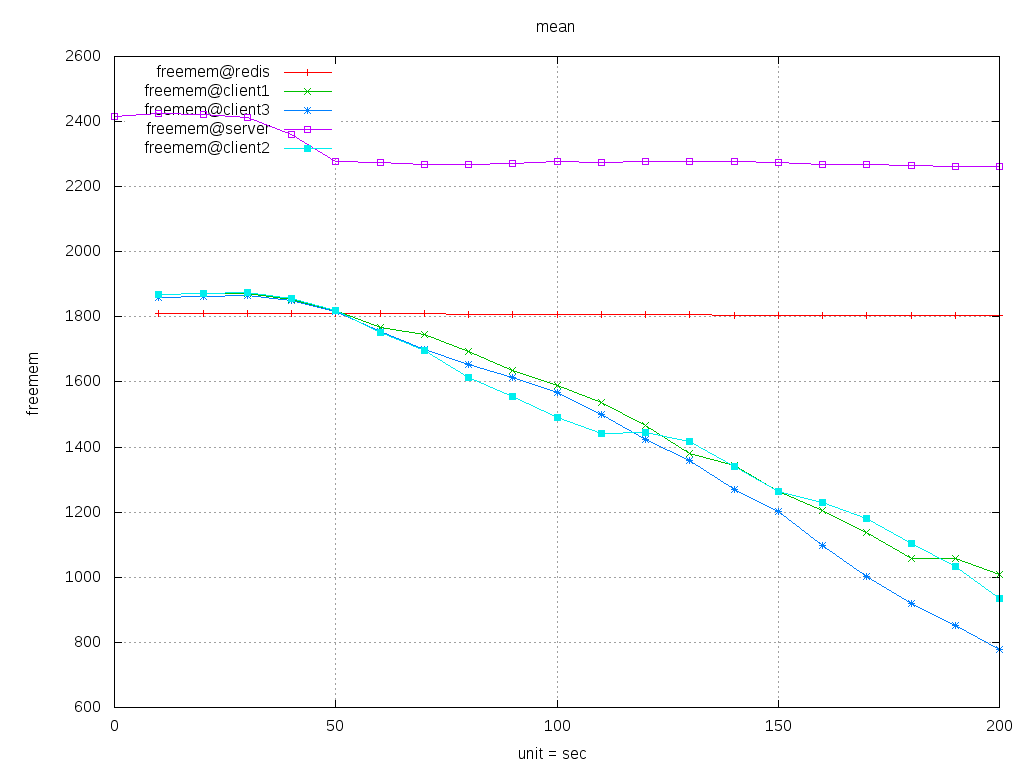 mean
2600
2400
2200
2000
1800
1600
1400
1200
1000
800
600
freemem
freemem@redis
freemem@client1
freemem@client3
freemem@server
freemem@client2
0 50 100 150 200
unit = sec